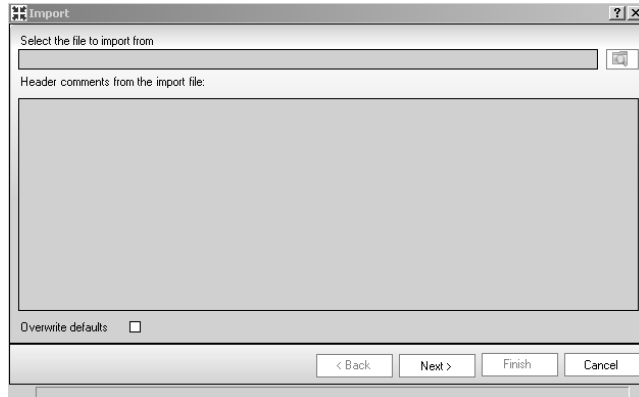 Import
Select the file to import from
Header comments from the import file:
Overwrite defaults
< Back Next > Finish Cancel